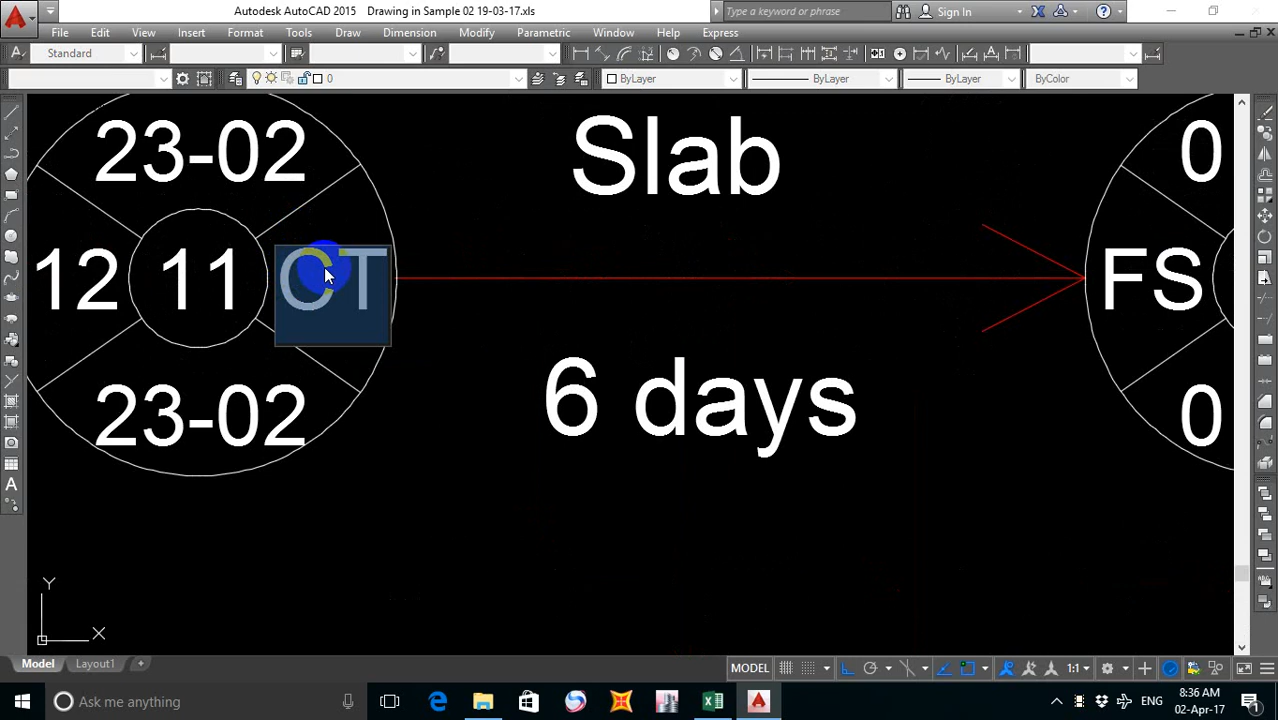 Autodesk AutoCAD 2015 Drawing in Sample 02 19-03-17.xls
Type a keyword or phrase
Sign In
File Edit View Insert Format Tools Draw Dimension Modify Parametric Window Help Express
Standard
0
ByLayer
ByLayer
ByLayer
ByColor
23-02
Slab
0
12
11
CT
FS
23-02
6 days
0
Y
X
Model
Layout1
MODEL
1:1
Ask me anything
ENG
8:36 AM
02-Apr-17